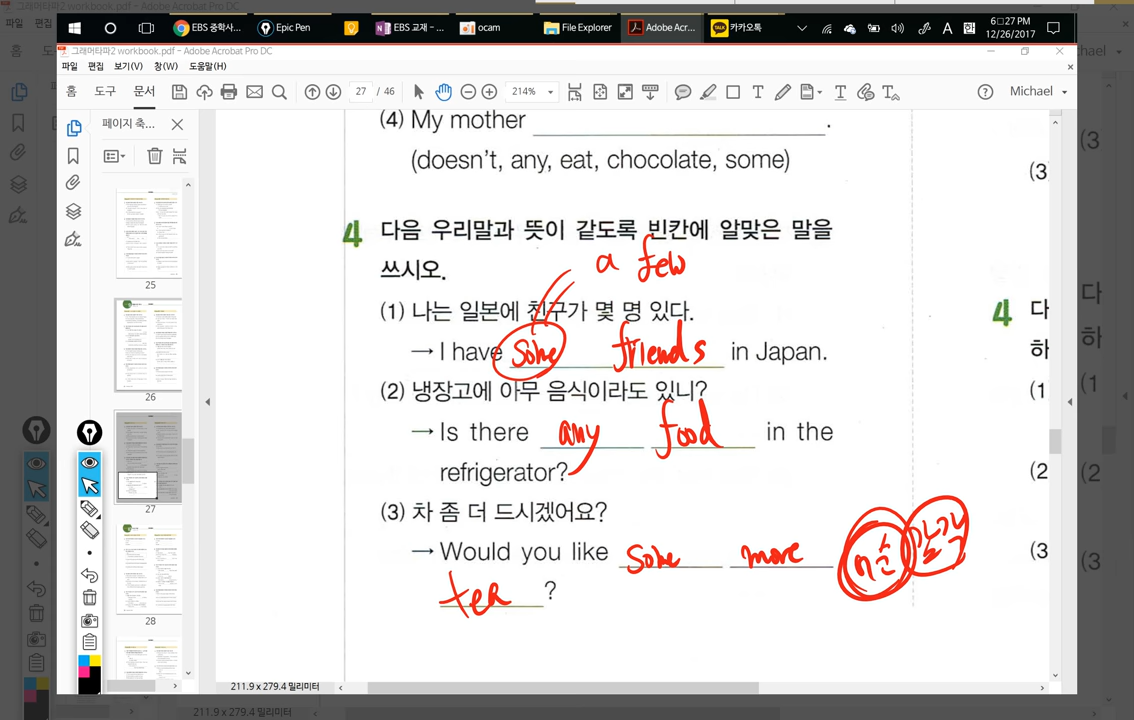 EBS 중학사...
Epic Pen
EBS 교재 – ...
ocam
File Explorer
Adobe Acr...
카카오톡
A
한
6:27 PM
12/26/2017
그래머타파2 workbook.pdf - Adobe Acrobat Pro DC
파일 편집 보기(V) 창(W) 도움말(H)
홈 도구 문서
27 / 46
214%
Michael
페이지 축...
25
26
27
28
(4) My mother .
(doesn't, any, eat, chocolate, some)
4 다음 우리말과 뜻이 같도록 빈칸에 알맞은 말을
쓰시오.
a few
(1) 나는 일본에 친구가 몇 명 있다.
→ I have some friends in Japan.
(2) 냉장고에 아무 음식이라도 있니?
→ Is there any food in the
refrigerator?
(3) 차 좀 더 드시겠어요?
→ Would you like some more
tea ?
(3
4 다
하
(1
(2
(3
211.9 x 279.4 밀리미터